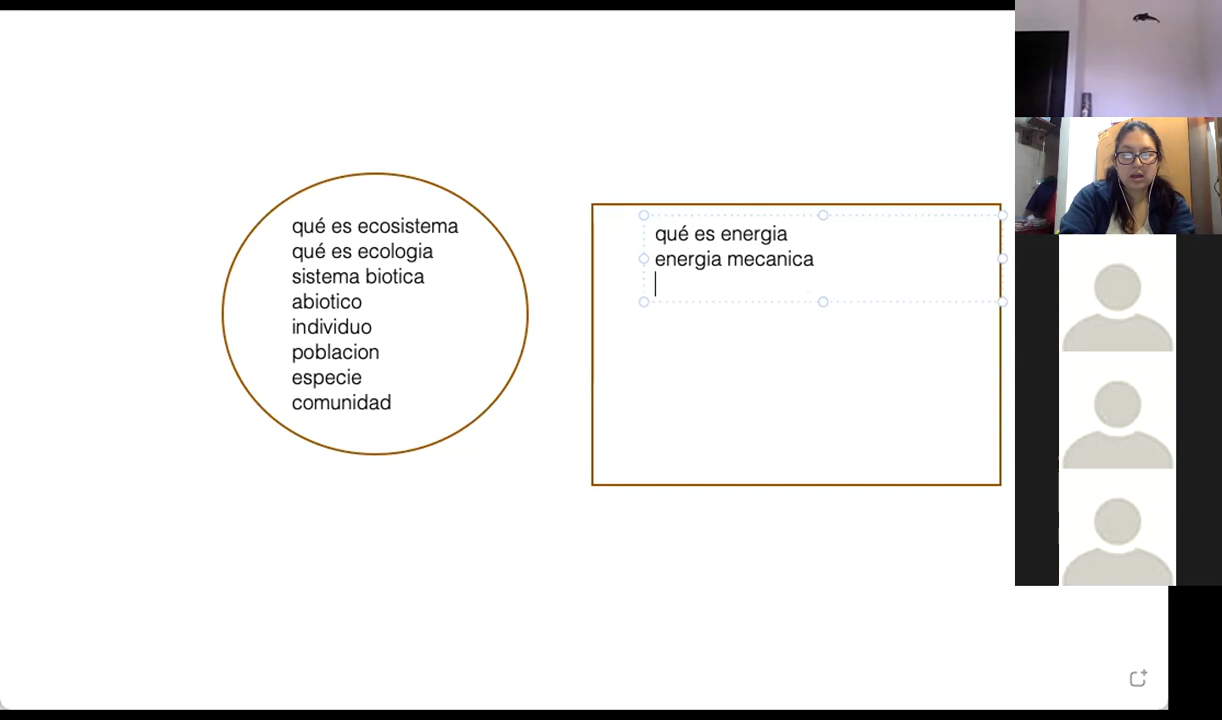 qué es ecosistema
qué es ecologia
sistema biotica
abiotico
individuo
poblacion
especie
comunidad
qué es energia
energia mecanica